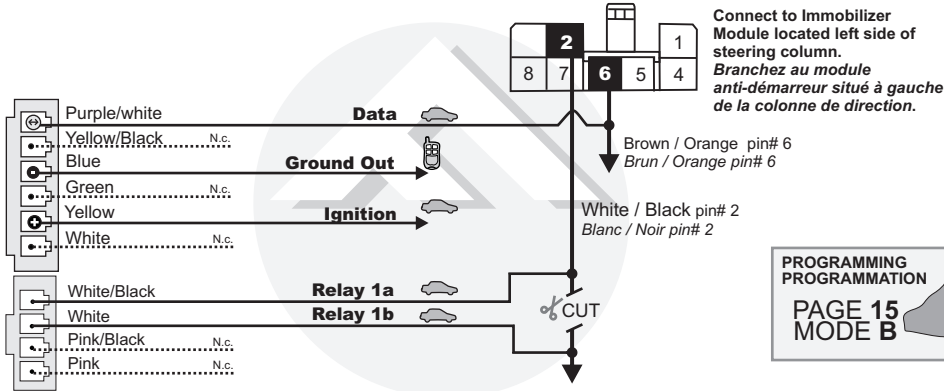 2
1
8
7
6
5
4
Connect to Immobilizer
Module located left side of
steering column.
Branchez au module
anti-démarreur situé à gauche
de la colonne de direction.
Purple/white
Data
Yellow/Black
N.c.
Blue
Ground Out
Green
N.c.
Yellow
Ignition
White
N.c.
Brown / Orange pin# 6
Brun / Orange pin# 6
White / Black pin# 2
Blanc / Noir pin# 2
White/Black
Relay 1a
White
Relay 1b
Pink/Black
N.c.
Pink
N.c.
CUT
PROGRAMMING
PROGRAMMATION
PAGE 15
MODE B